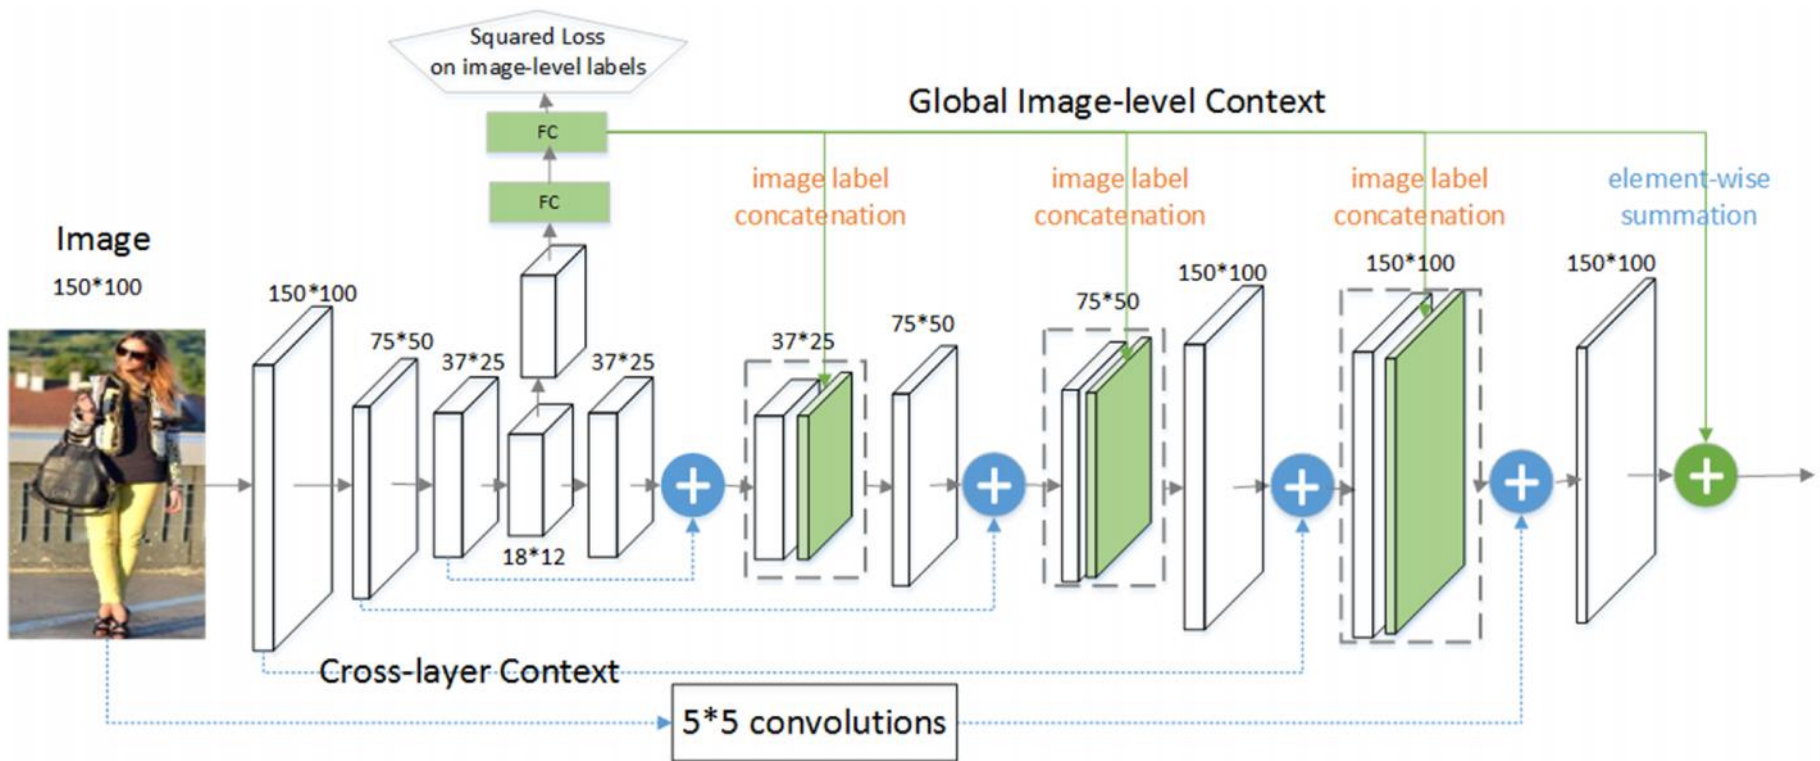 Squared Loss
on image-level labels
FC
FC
Global Image-level Context
image label
concatenation
image label
concatenation
image label
concatenation
element-wise
summation
Image
150*100
150*100
75*50
37*25
18*12
37*25
37*25
75*50
75*50
150*100
150*100
150*100
Cross-layer Context
5*5 convolutions